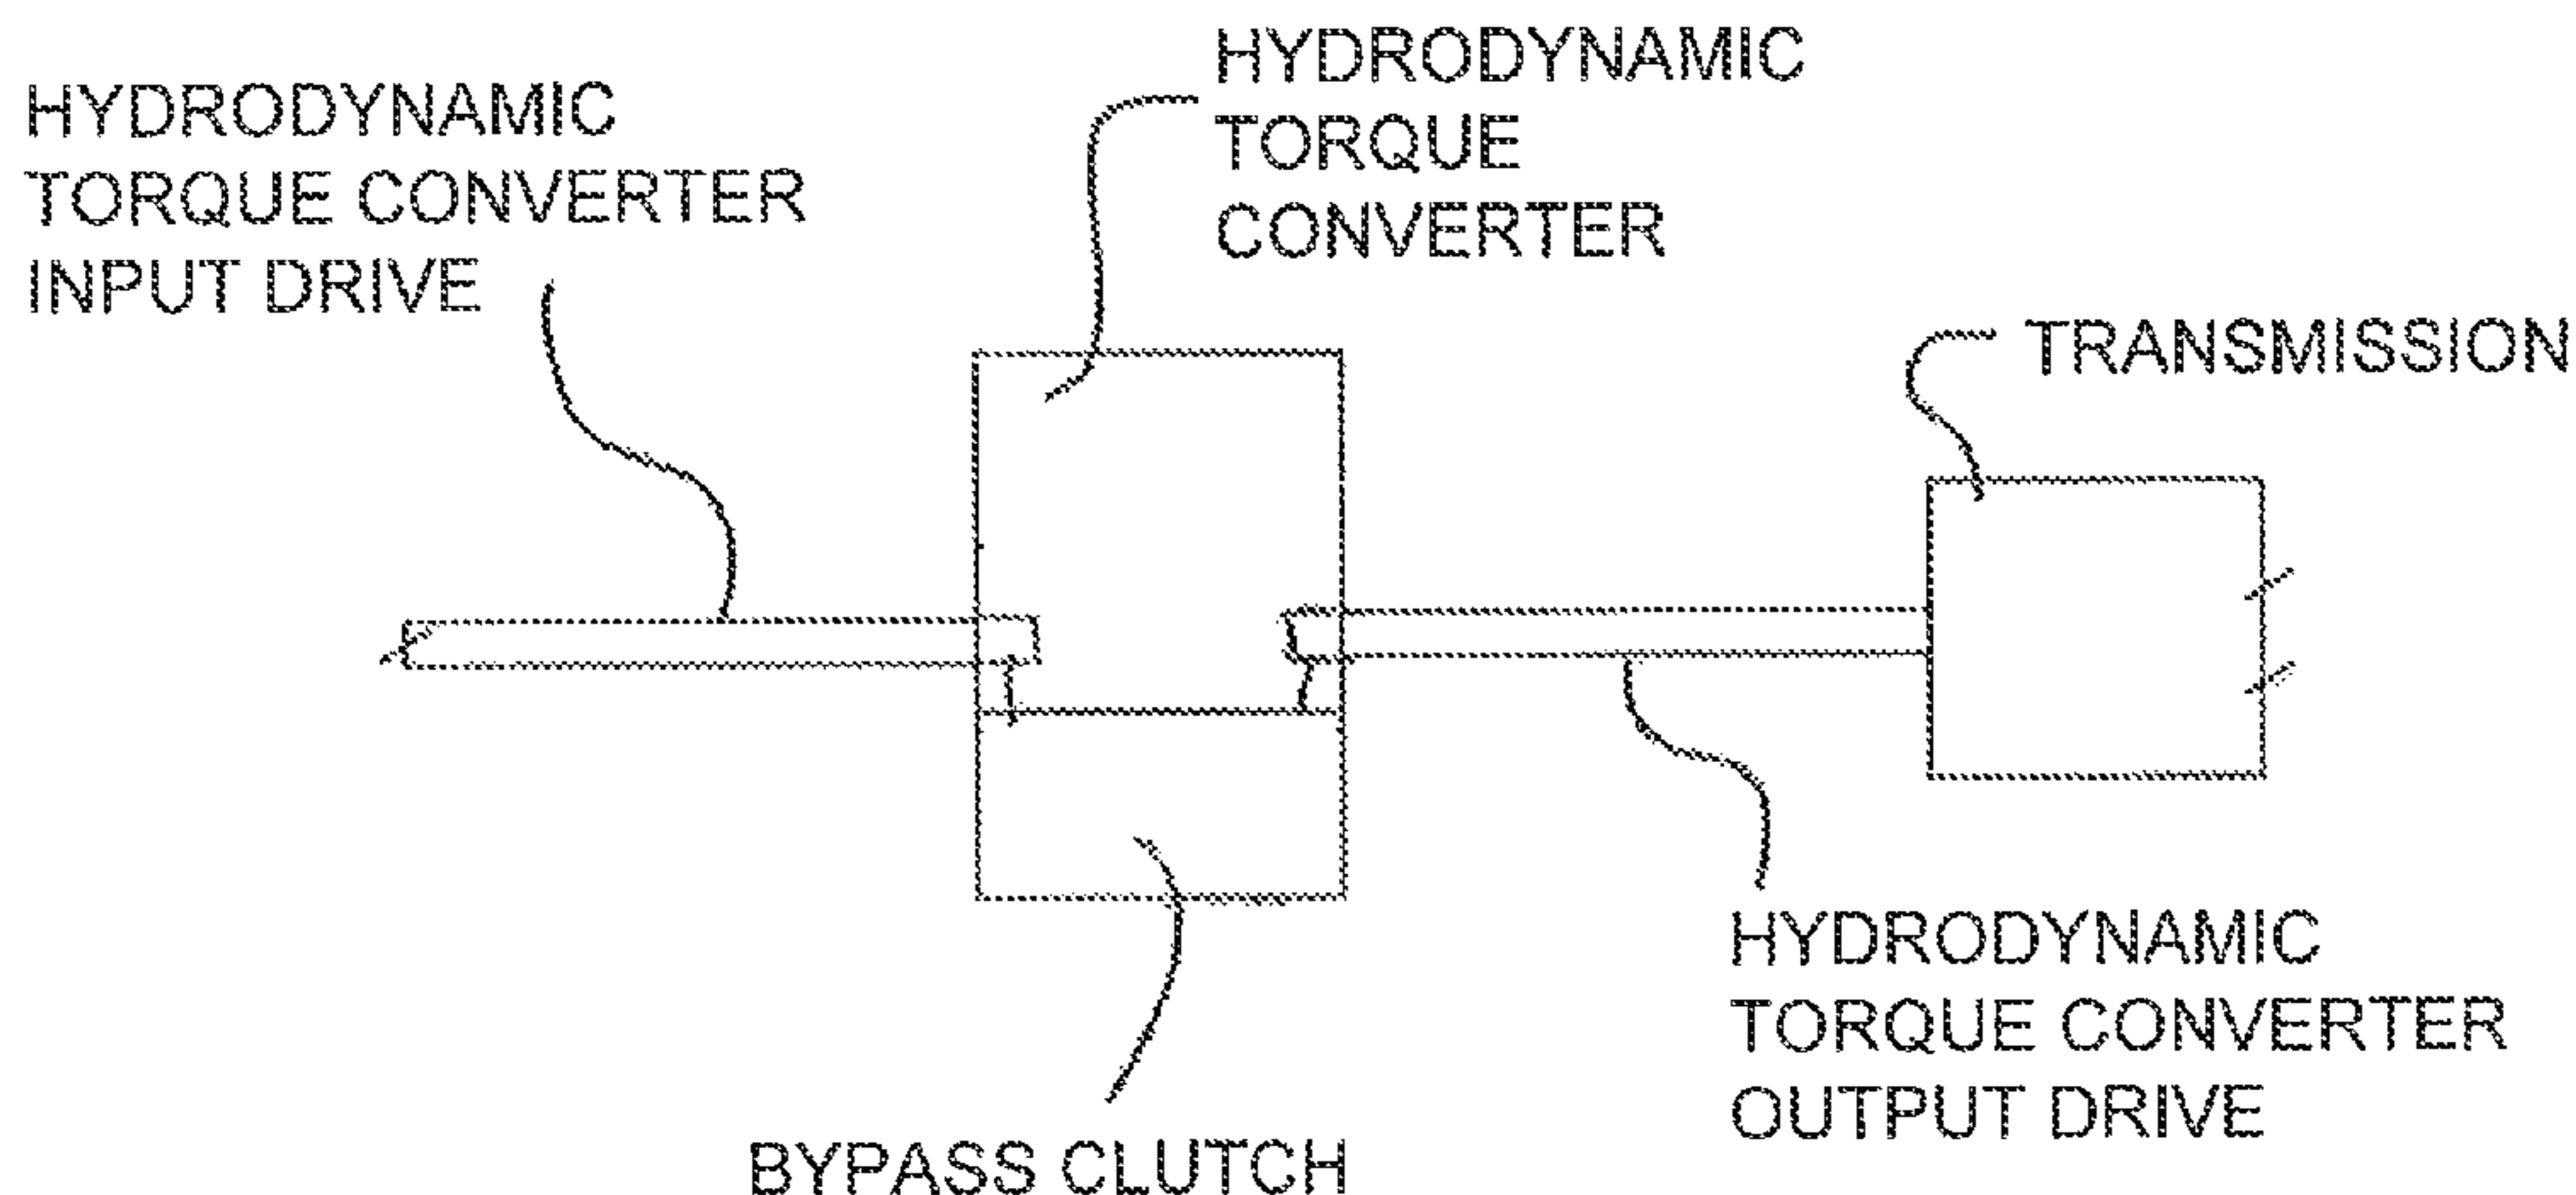 HYDRODYNAMIC
TORQUE CONVERTER
INPUT DRIVE
HYDRODYNAMIC
TORQUE
CONVERTER
TRANSMISSION
HYDRODYNAMIC
TORQUE CONVERTER
OUTPUT DRIVE
BYPASS CLUTCH